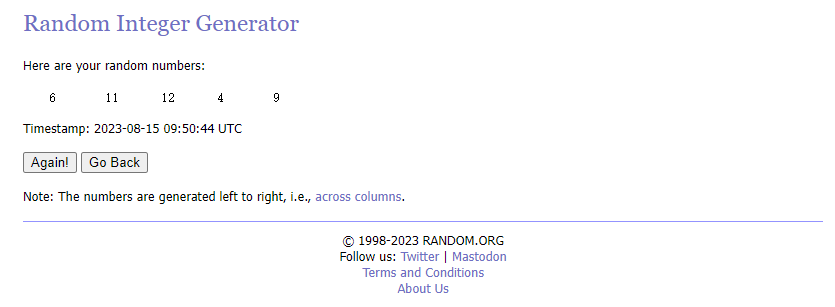 Random Integer Generator
Here are your random numbers:
6 11 12 4 9
Timestamp: 2023-08-15 09:50:44 UTC
Again! Go Back
Note: The numbers are generated left to right, i.e., across columns.
© 1998-2023 RANDOM.ORG
Follow us: Twitter | Mastodon
Terms and Conditions
About Us